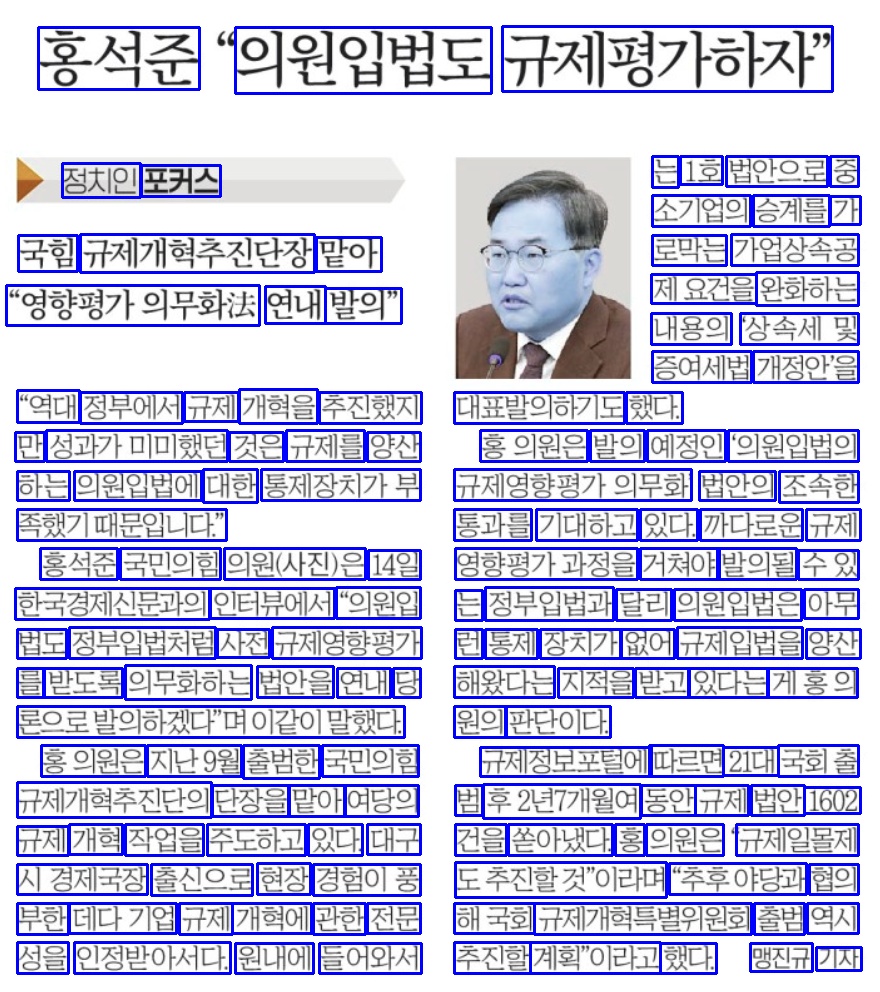 홍석준 “의원입법도 규제평가하자”
정치인 포커스
국힘 규제개혁추진단장 맡아
“영향평가 의무화法 연내 발의”
“역대 정부에서 규제 개혁을 추진했지
만 성과가 미미했던 것은 규제를 양산
하는 의원입법에 대한 통제장치가 부
족했기 때문입니다.”
홍석준 국민의힘 의원(사진)은 14일
한국경제신문과의 인터뷰에서 “의원입
법도 정부입법처럼 사전 규제영향평가
를 받도록 의무화하는 법안을 연내 당
론으로 발의하겠다”며 이같이 말했다.
홍 의원은 지난 9월 출범한 국민의힘
규제개혁추진단의 단장을 맡아 여당의
규제 개혁 작업을 주도하고 있다. 대구
시 경제국장 출신으로 현장 경험이 풍
부한 데다 기업 규제 개혁에 관한 전문
성을 인정받아서다. 원내에 들어와서
는 1호 법안으로 중
소기업의 승계를 가
로막는 가업상속공
제 요건을 완화하는
내용의 ‘상속세 및
증여세법 개정안’을
대표발의하기도 했다.
홍 의원은 발의 예정인 ‘의원입법의
규제영향평가 의무화’ 법안의 조속한
통과를 기대하고 있다. 까다로운 규제
영향평가 과정을 거쳐야 발의될 수 있
는 정부입법과 달리 의원입법은 아무
런 통제 장치가 없어 규제입법을 양산
해왔다는 지적을 받고 있다는 게 홍 의
원의 판단이다.
규제정보포털에 따르면 21대 국회 출
범 후 2년7개월여 동안 규제 법안 1602
건을 쏟아냈다. 홍 의원은 “규제일몰제
도 추진할 것”이라며 “추후 야당과 협의
해 국회 규제개혁특별위원회 출범 역시
추진할 계획”이라고 했다. 맹진규 기자